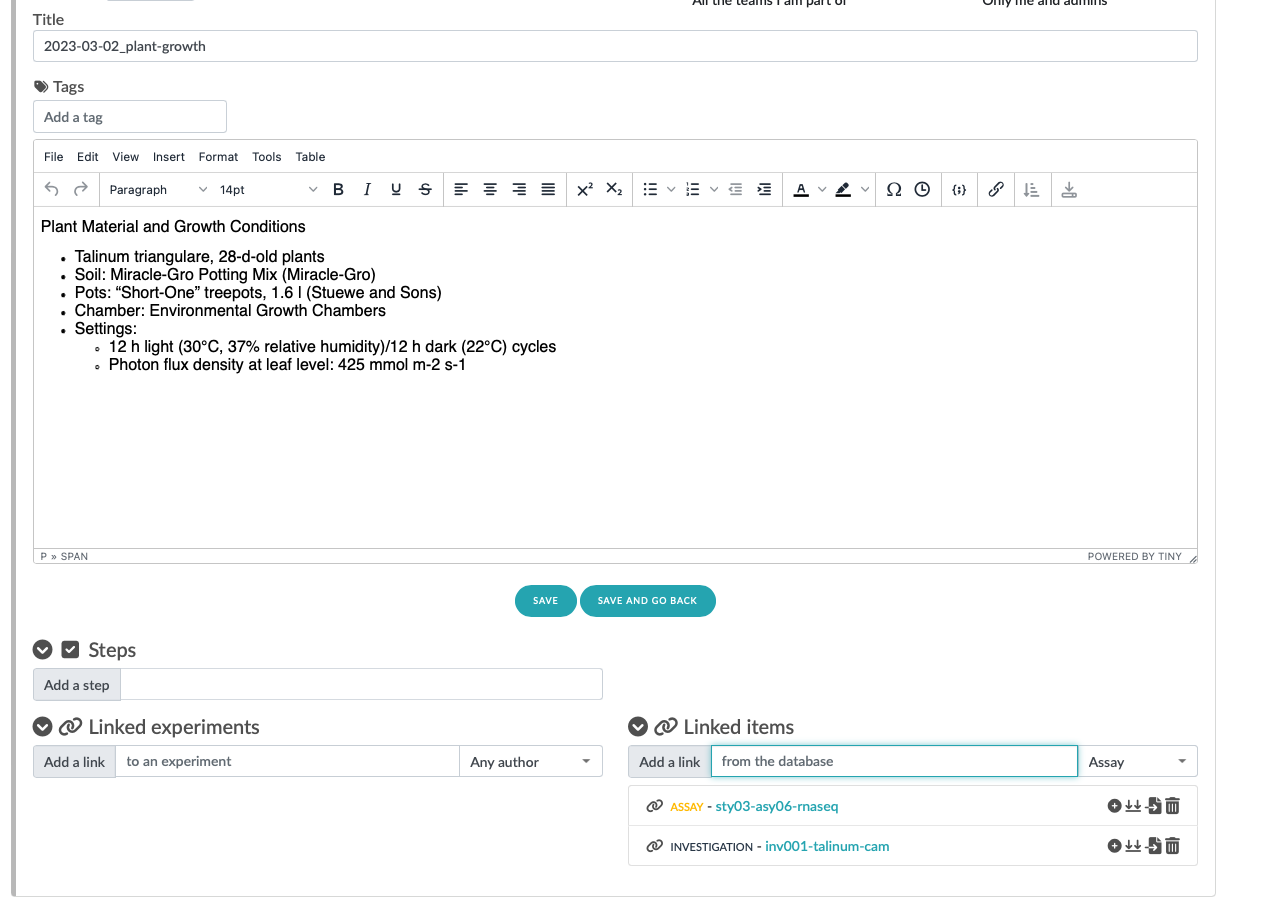 All the teams I am part of Only me and admins
Title
2023-03-02_plant-growth
Tags
Add a tag
File Edit View Insert Format Tools Table
Paragraph 14pt B I U S A
Plant Material and Growth Conditions
Talinum triangulare, 28-d-old plants
Soil: Miracle-Gro Potting Mix (Miracle-Gro)
Pots: “Short-One” treepots, 1.6 l (Stuewe and Sons)
Chamber: Environmental Growth Chambers
Settings:
12 h light (30°C, 37% relative humidity)/12 h dark (22°C) cycles
Photon flux density at leaf level: 425 mmol m-2 s-1
P » SPAN POWERED BY TINY
SAVE SAVE AND GO BACK
Steps
Add a step
Linked experiments
Add a link to an experiment Any author
Linked items
Add a link from the database Assay
ASSAY - sty03-asy06-rnaseq
INVESTIGATION - inv001-talinum-cam